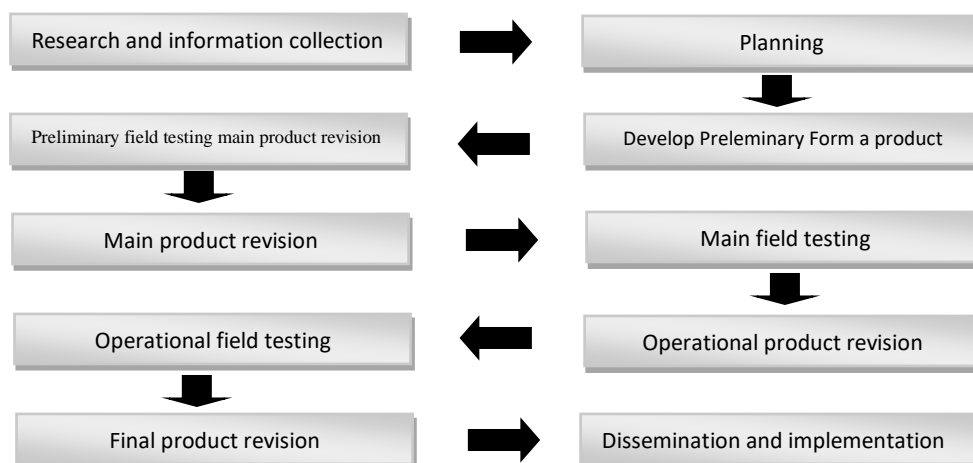 Research and information collection
Planning
Preliminary field testing main product revision
Develop Preleminary Form a product
Main product revision
Main field testing
Operational field testing
Operational product revision
Final product revision
Dissemination and implementation